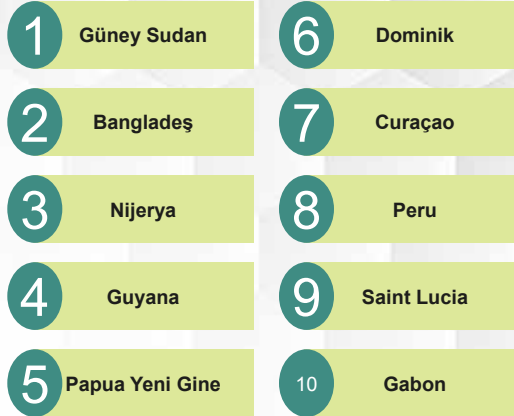 1 Güney Sudan
2 Bangladeş
3 Nijerya
4 Guyana
5 Papua Yeni Gine
6 Dominik
7 Curaçao
8 Peru
9 Saint Lucia
10 Gabon